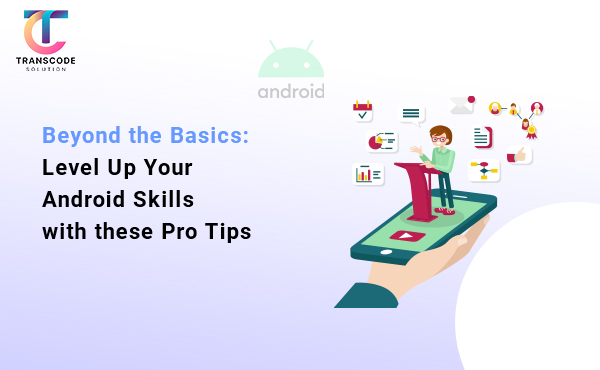 TRANSCODE
SOLUTION
android
Beyond the Basics:
Level Up Your
Android Skills
with these Pro Tips